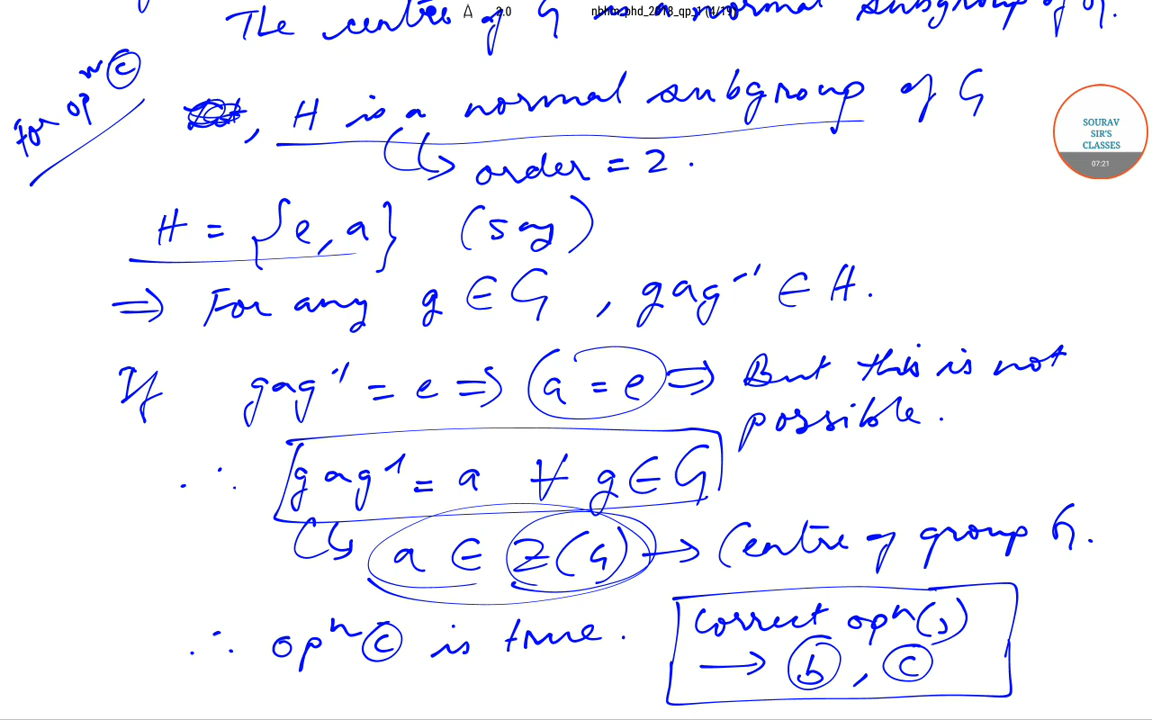 The centre of G is a normal subgroup of G.
2.0
For opⁿ ⓒ
, H is a normal subgroup of G
↳ order = 2.
SOURAV
SIR'S
CLASSES
07:21
H = {e, a} (say)
⇒ For any g ∈ G , gag⁻¹ ∈ H.
If gag⁻¹ = e ⇒ a = e ⇒ But this is not
possible.
∴ gag⁻¹ = a ∀ g ∈ G
↳ a ∈ Z(G) → Centre of group G.
∴ opⁿ ⓒ is true.
Correct opⁿ(s)
→ ⓑ, ⓒ